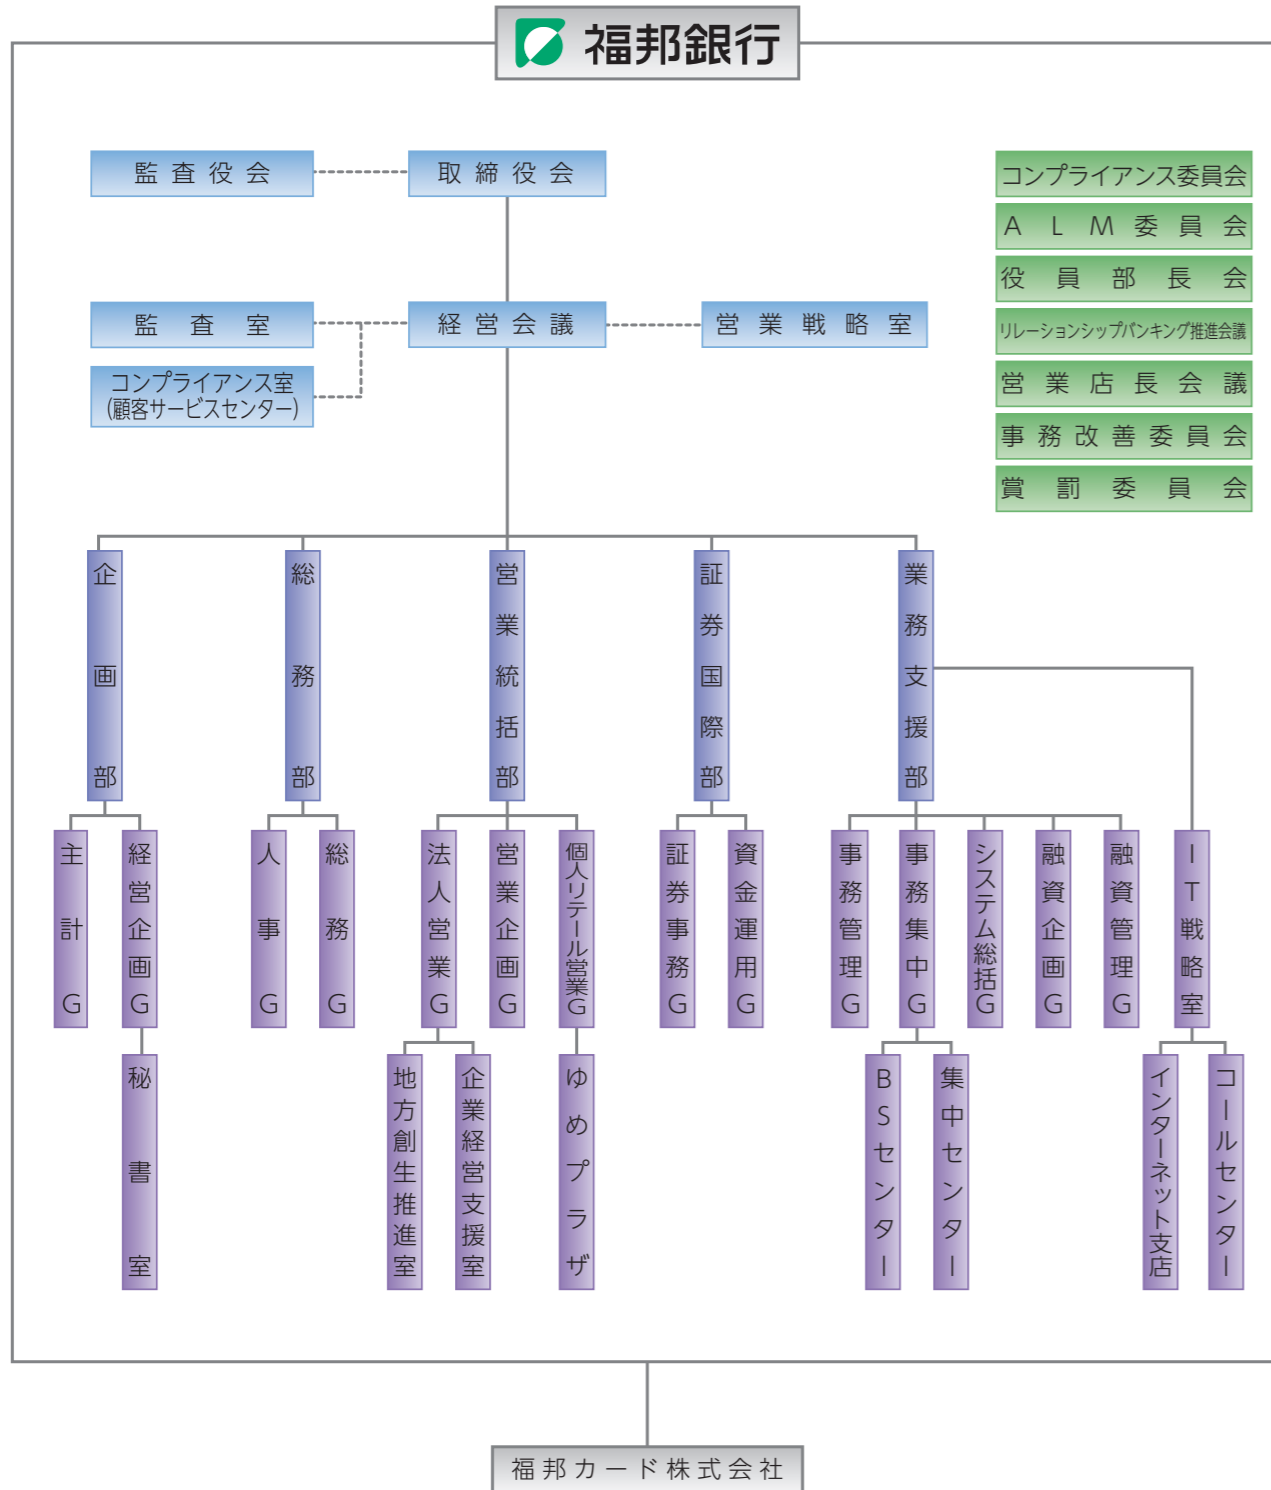 福邦銀行
監査役会
取締役会
コンプライアンス委員会
ALM委員会
役員部長会
リレーションシップバンキング推進会議
営業店長会議
事務改善委員会
賞罰委員会
監査室
経営会議
営業戦略室
コンプライアンス室
(顧客サービスセンター)
企画部
総務部
営業統括部
証券国際部
業務支援部
主計G
経営企画G
人事G
総務G
法人営業G
営業企画G
個人リテール営業G
証券事務G
資金運用G
事務管理G
事務集中G
システム総括G
融資企画G
融資管理G
IT戦略室
秘書室
地方創生推進室
企業経営支援室
ゆめプラザ
BSセンター
集中センター
インターネット支店
コールセンター
福邦カード株式会社